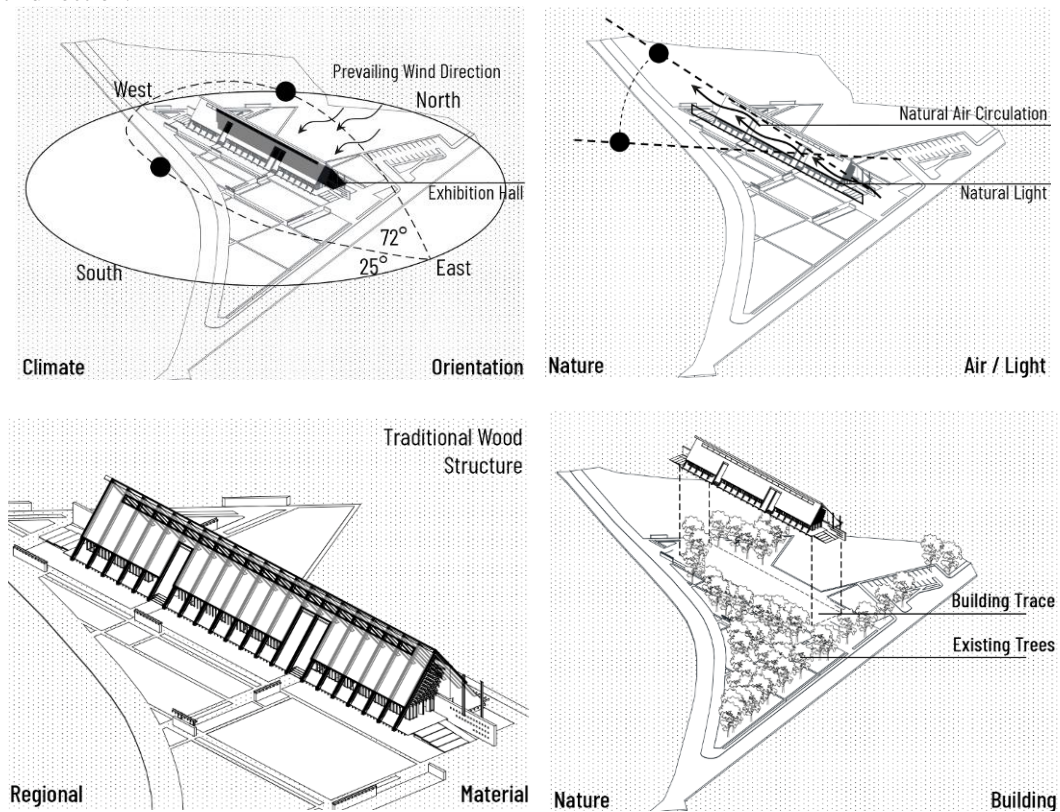 West
Prevailing Wind Direction
North
Exhibition Hall
72°
25°
East
South
Climate
Orientation
Natural Air Circulation
Natural Light
Nature
Air / Light
Traditional Wood
Structure
Regional
Material
Building Trace
Existing Trees
Nature
Building